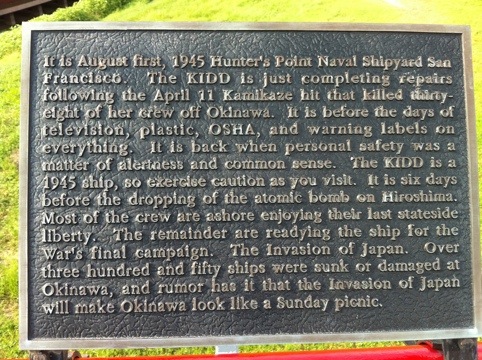 It is August first, 1945 Hunter's Point Naval Shipyard San
Francisco. The KIDD is just completing repairs
following the April 11 Kamikaze hit that killed thirty-
eight of her crew off Okinawa. It is before the days of
television, plastic, OSHA, and warning labels on
everything. It is back when personal safety was a
matter of alertness and common sense. The KIDD is a
1945 ship, so exercise caution as you visit. It is six days
before the dropping of the atomic bomb on Hiroshima.
Most of the crew are ashore enjoying their last stateside
liberty. The remainder are readying the ship for the
War's final campaign. The Invasion of Japan. Over
three hundred and fifty ships were sunk or damaged at
Okinawa, and rumor has it that the Invasion of Japan
will make Okinawa look like a Sunday picnic.